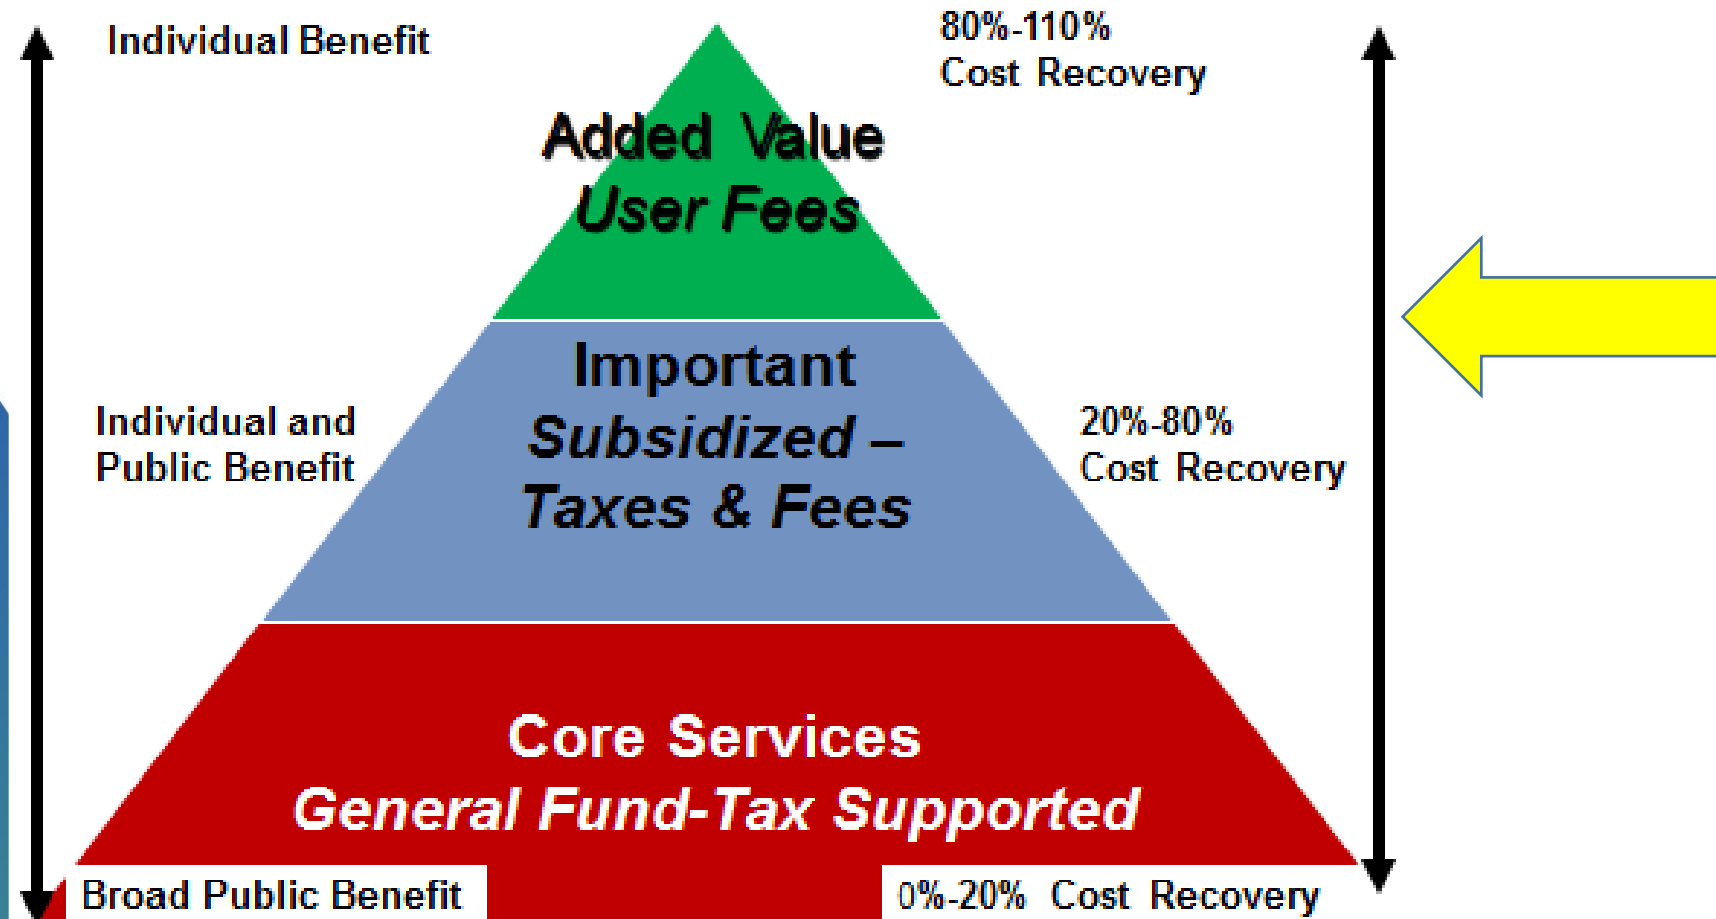 Individual Benefit
80%-110%
Cost Recovery
Added Value
User Fees
Important
Subsidized –
Taxes & Fees
Individual and
Public Benefit
20%-80%
Cost Recovery
Core Services
General Fund-Tax Supported
Broad Public Benefit
0%-20% Cost Recovery